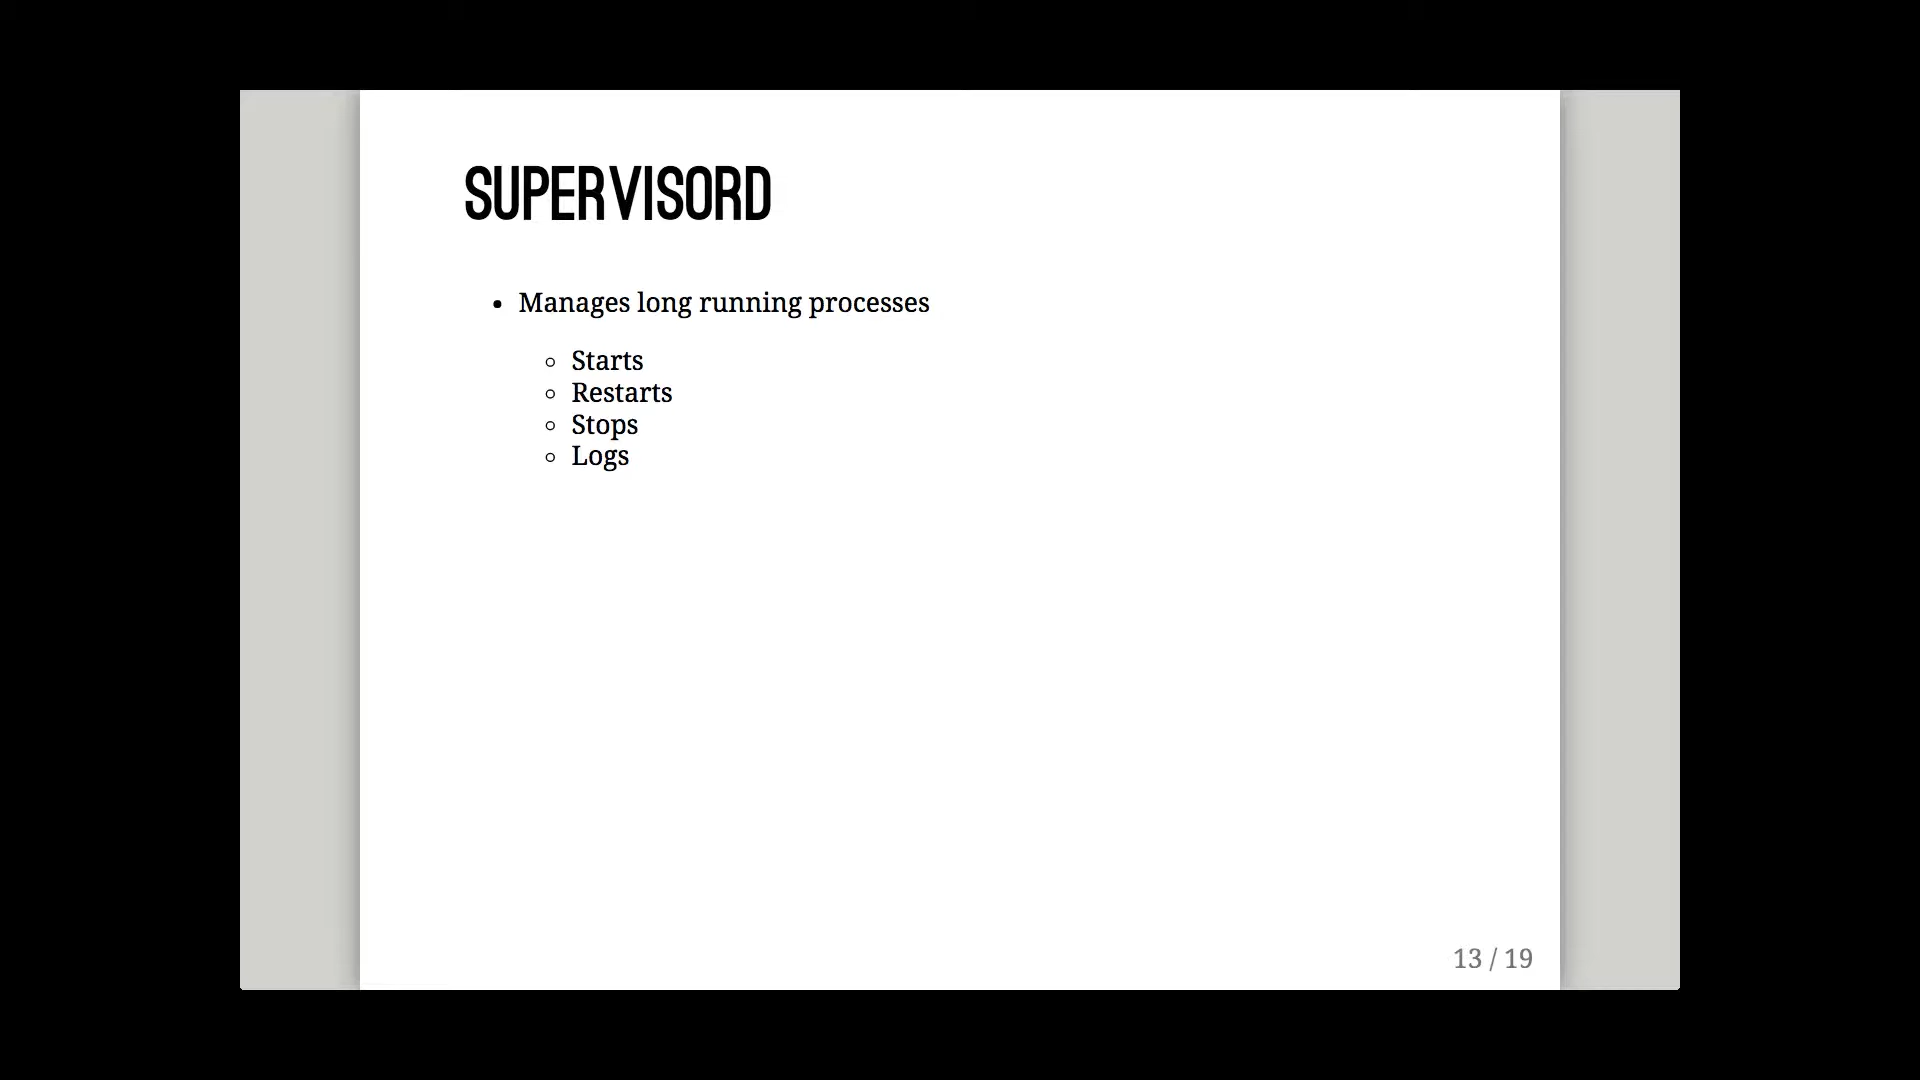 SUPERVISORD
Manages long running processes
Starts
Restarts
Stops
Logs
13 / 19